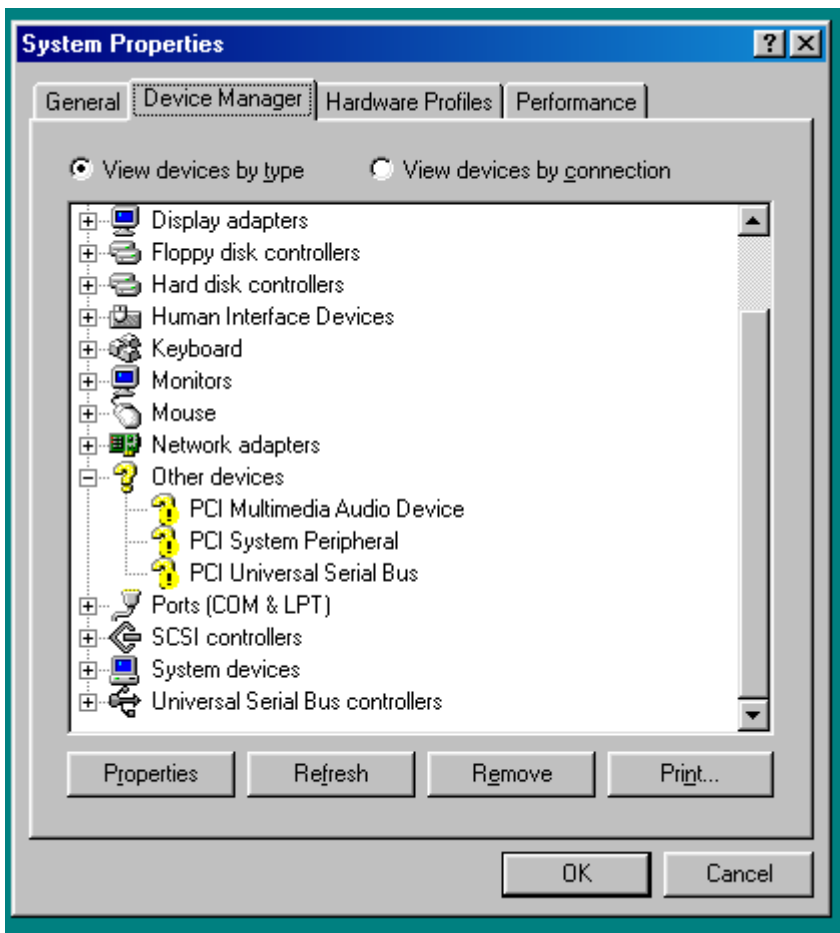 System Properties
General Device Manager Hardware Profiles Performance
View devices by type View devices by connection
Display adapters
Floppy disk controllers
Hard disk controllers
Human Interface Devices
Keyboard
Monitors
Mouse
Network adapters
Other devices
PCI Multimedia Audio Device
PCI System Peripheral
PCI Universal Serial Bus
Ports (COM & LPT)
SCSI controllers
System devices
Universal Serial Bus controllers
Properties Refresh Remove Print...
OK Cancel